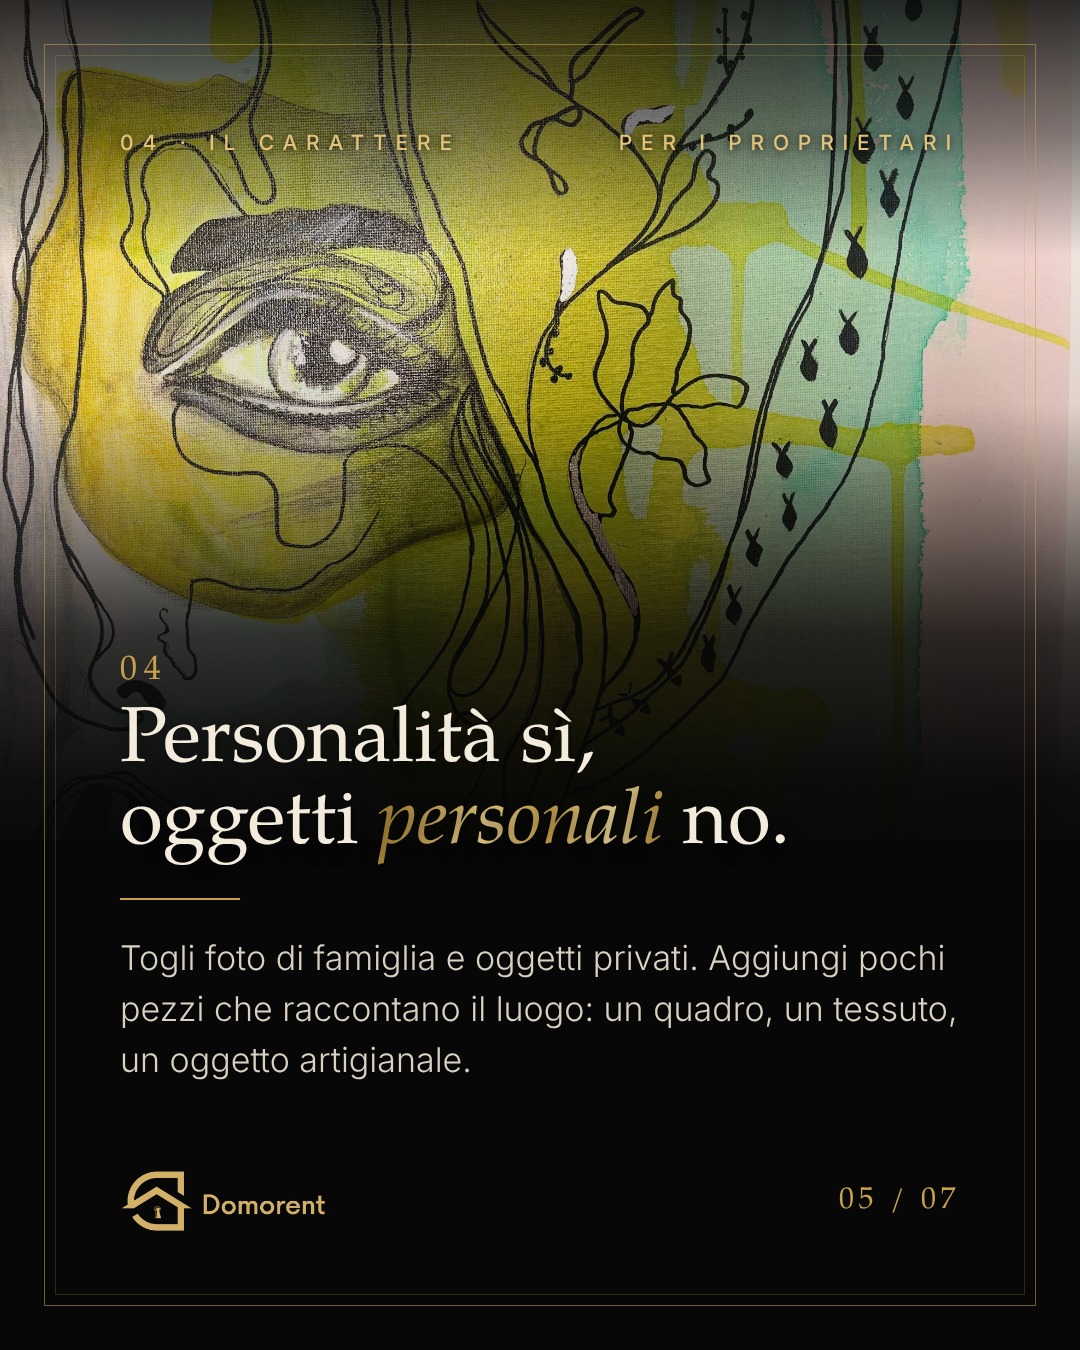 04 · IL CARATTERE
PER I PROPRIETARI
04
Personalità sì,
oggetti personali no.
Togli foto di famiglia e oggetti privati. Aggiungi pochi
pezzi che raccontano il luogo: un quadro, un tessuto,
un oggetto artigianale.
Domorent
05 / 07